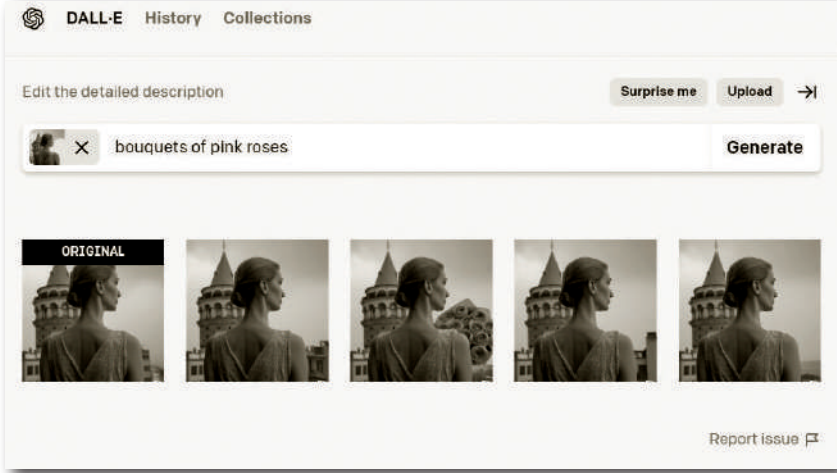 DALL·E History Collections
Edit the detailed description Surprise me Upload
bouquets of pink roses Generate
ORIGINAL
Report issue